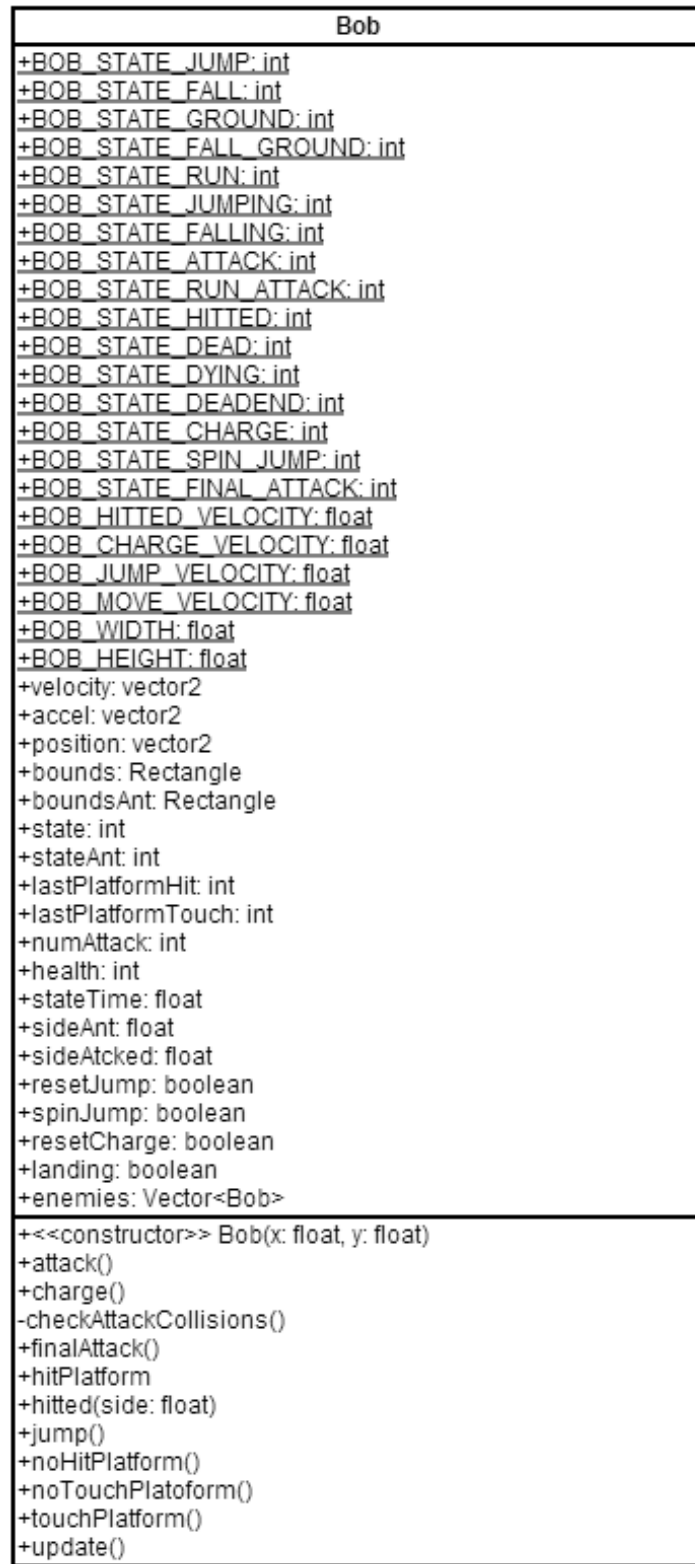 Bob
+BOB_STATE_JUMP: int
+BOB_STATE_FALL: int
+BOB_STATE_GROUND: int
+BOB_STATE_FALL_GROUND: int
+BOB_STATE_RUN: int
+BOB_STATE_JUMPING: int
+BOB_STATE_FALLING: int
+BOB_STATE_ATTACK: int
+BOB_STATE_RUN_ATTACK: int
+BOB_STATE_HITTED: int
+BOB_STATE_DEAD: int
+BOB_STATE_DYING: int
+BOB_STATE_DEADEND: int
+BOB_STATE_CHARGE: int
+BOB_STATE_SPIN_JUMP: int
+BOB_STATE_FINAL_ATTACK: int
+BOB_HITTED_VELOCITY: float
+BOB_CHARGE_VELOCITY: float
+BOB_JUMP_VELOCITY: float
+BOB_MOVE_VELOCITY: float
+BOB_WIDTH: float
+BOB_HEIGHT: float
+velocity: vector2
+accel: vector2
+position: vector2
+bounds: Rectangle
+boundsAnt: Rectangle
+state: int
+stateAnt: int
+lastPlatformHit: int
+lastPlatformTouch: int
+numAttack: int
+health: int
+stateTime: float
+sideAnt: float
+sideAtcked: float
+resetJump: boolean
+spinJump: boolean
+resetCharge: boolean
+landing: boolean
+enemies: Vector<Bob>
+<<constructor>> Bob(x: float, y: float)
+attack()
+charge()
-checkAttackCollisions()
+finalAttack()
+hitPlatform
+hitted(side: float)
+jump()
+noHitPlatform()
+noTouchPlatoform()
+touchPlatform()
+update()